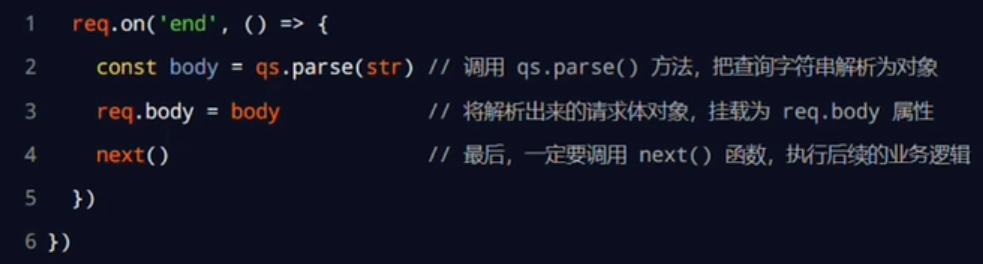 1 req.on('end', () => {
2 const body = qs.parse(str) // 调用 qs.parse() 方法，把查询字符串解析为对象
3 req.body = body // 将解析出来的请求体对象，挂载为 req.body 属性
4 next() // 最后，一定要调用 next() 函数，执行后续的业务逻辑
5 })
6 })